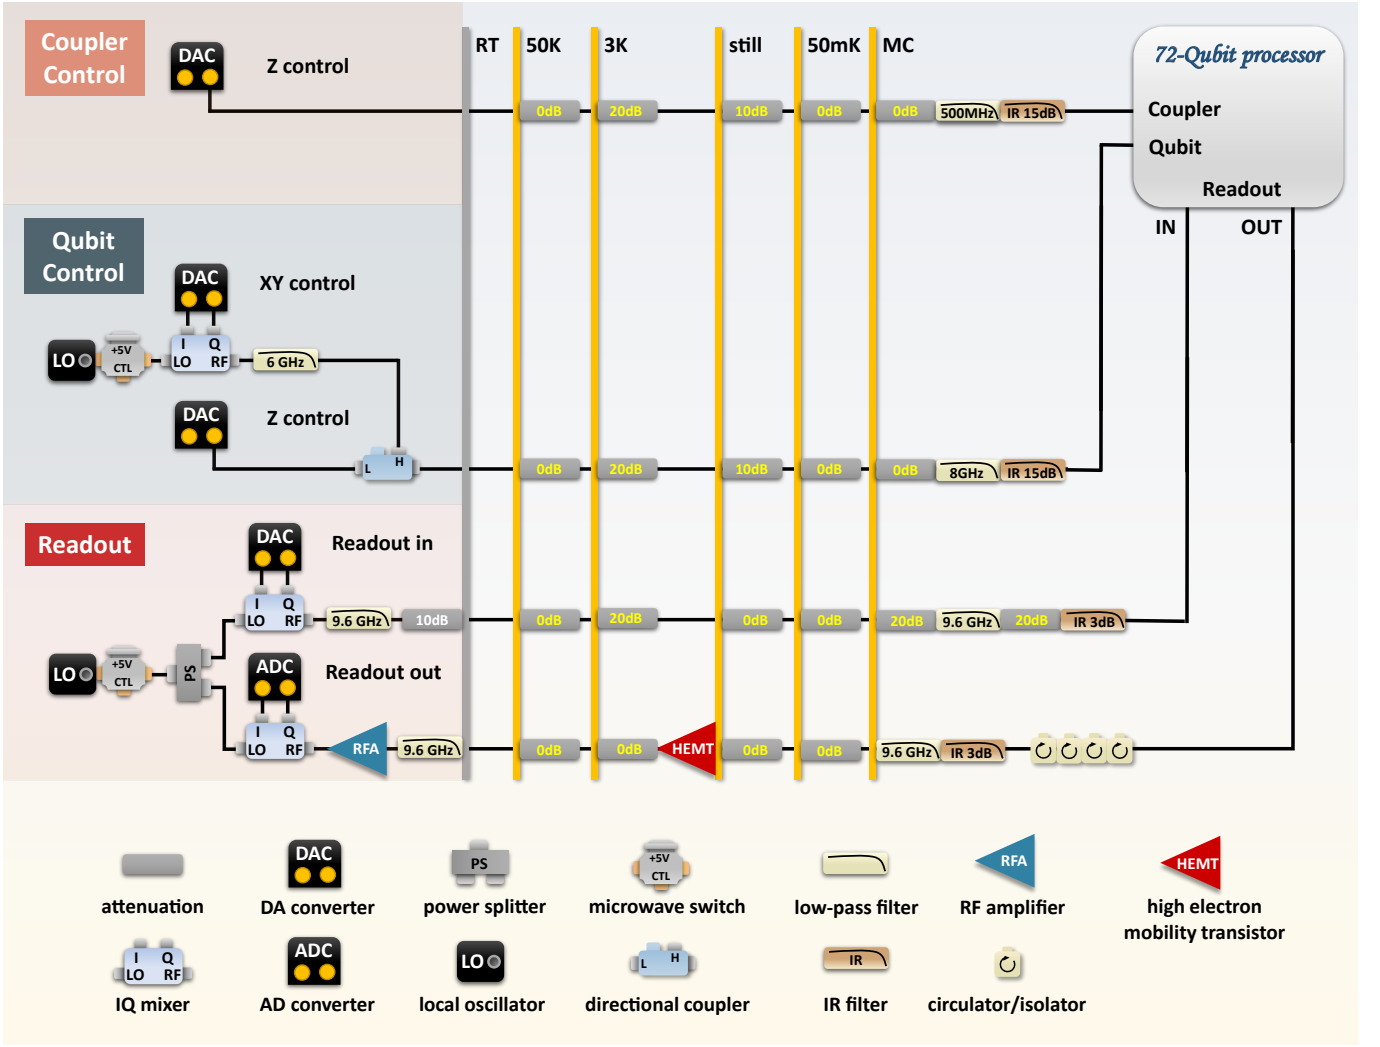 Coupler
Control
DAC
Z control
RT
50K
3K
still
50mK
MC
72-Qubit processor
0dB
20dB
10dB
0dB
0dB
500MHz
IR 15dB
Coupler
Qubit
Readout
IN
OUT
Qubit
Control
DAC
XY control
LO
+5V
CTL
I Q
LO RF
6 GHz
DAC
Z control
L H
0dB
20dB
10dB
0dB
0dB
8GHz
IR 15dB
Readout
DAC
Readout in
I Q
LO RF
9.6 GHz
10dB
0dB
20dB
0dB
0dB
20dB
9.6 GHz
20dB
IR 3dB
LO
+5V
CTL
PS
ADC
Readout out
I Q
LO RF
RFA
9.6 GHz
0dB
0dB
HEMT
0dB
0dB
9.6 GHz
IR 3dB
attenuation
DAC
DA converter
PS
power splitter
+5V
CTL
microwave switch
low-pass filter
RFA
RF amplifier
HEMT
high electron
mobility transistor
I Q
LO RF
IQ mixer
ADC
AD converter
LO
local oscillator
L H
directional coupler
IR
IR filter
circulator/isolator